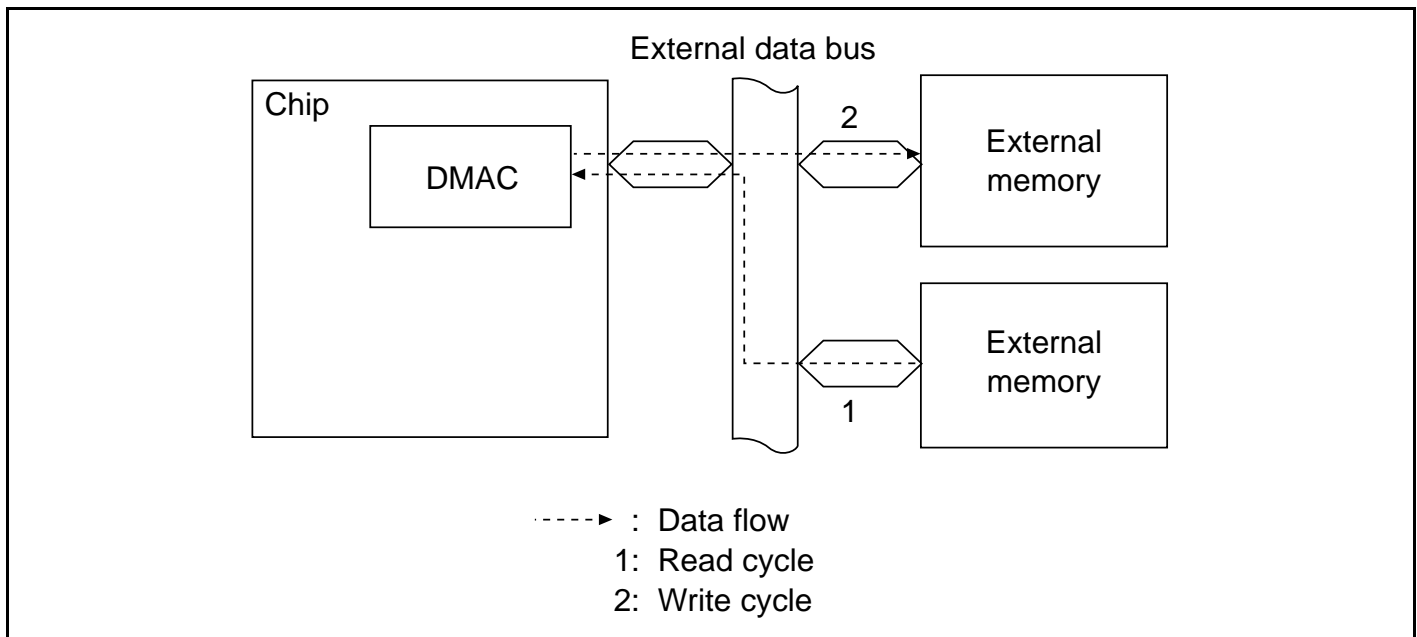 External data bus
Chip
DMAC
2
External
memory
External
memory
1
: Data flow
1: Read cycle
2: Write cycle